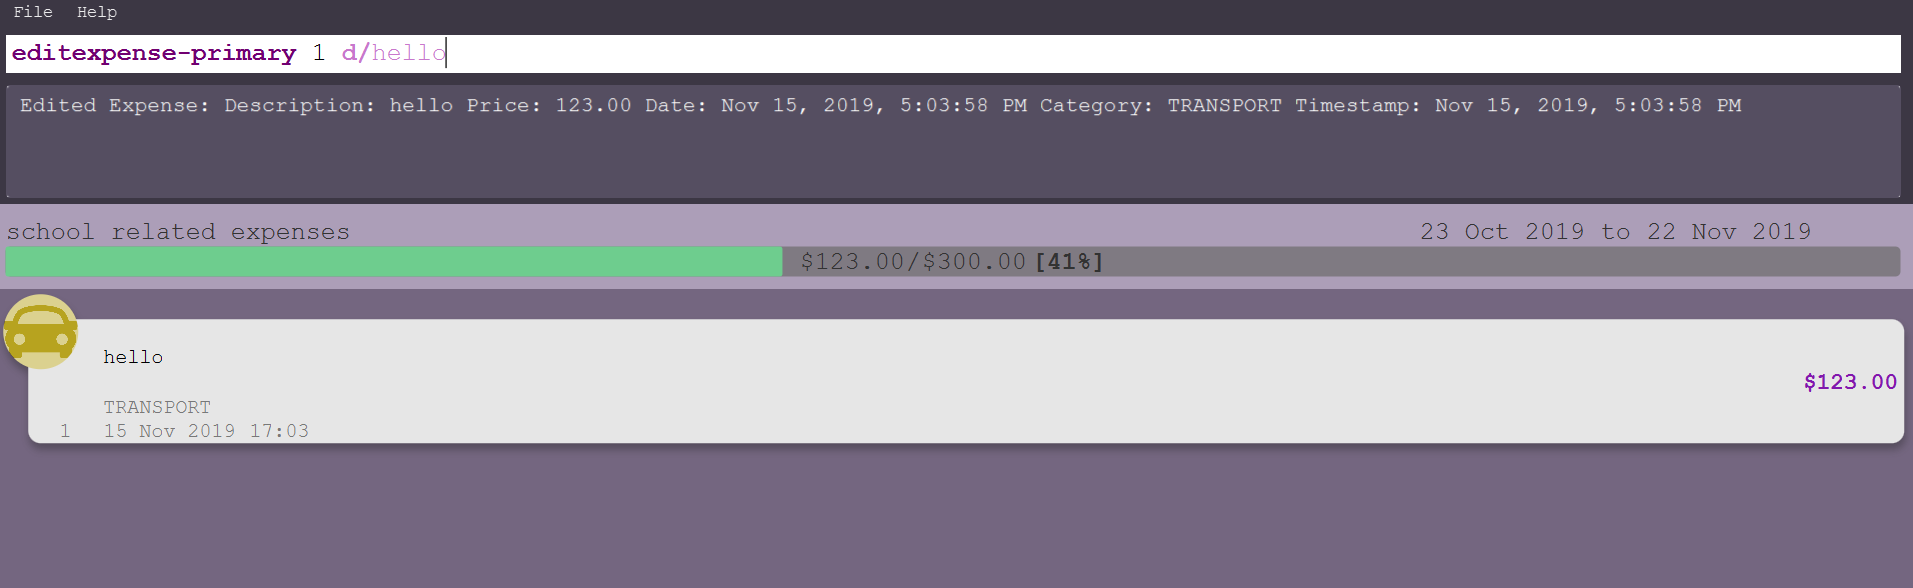 File Help
editexpense-primary 1 d/hello
Edited Expense: Description: hello Price: 123.00 Date: Nov 15, 2019, 5:03:58 PM Category: TRANSPORT Timestamp: Nov 15, 2019, 5:03:58 PM
school related expenses 23 Oct 2019 to 22 Nov 2019
$123.00/$300.00 [41%]
hello
$123.00
TRANSPORT
1 15 Nov 2019 17:03